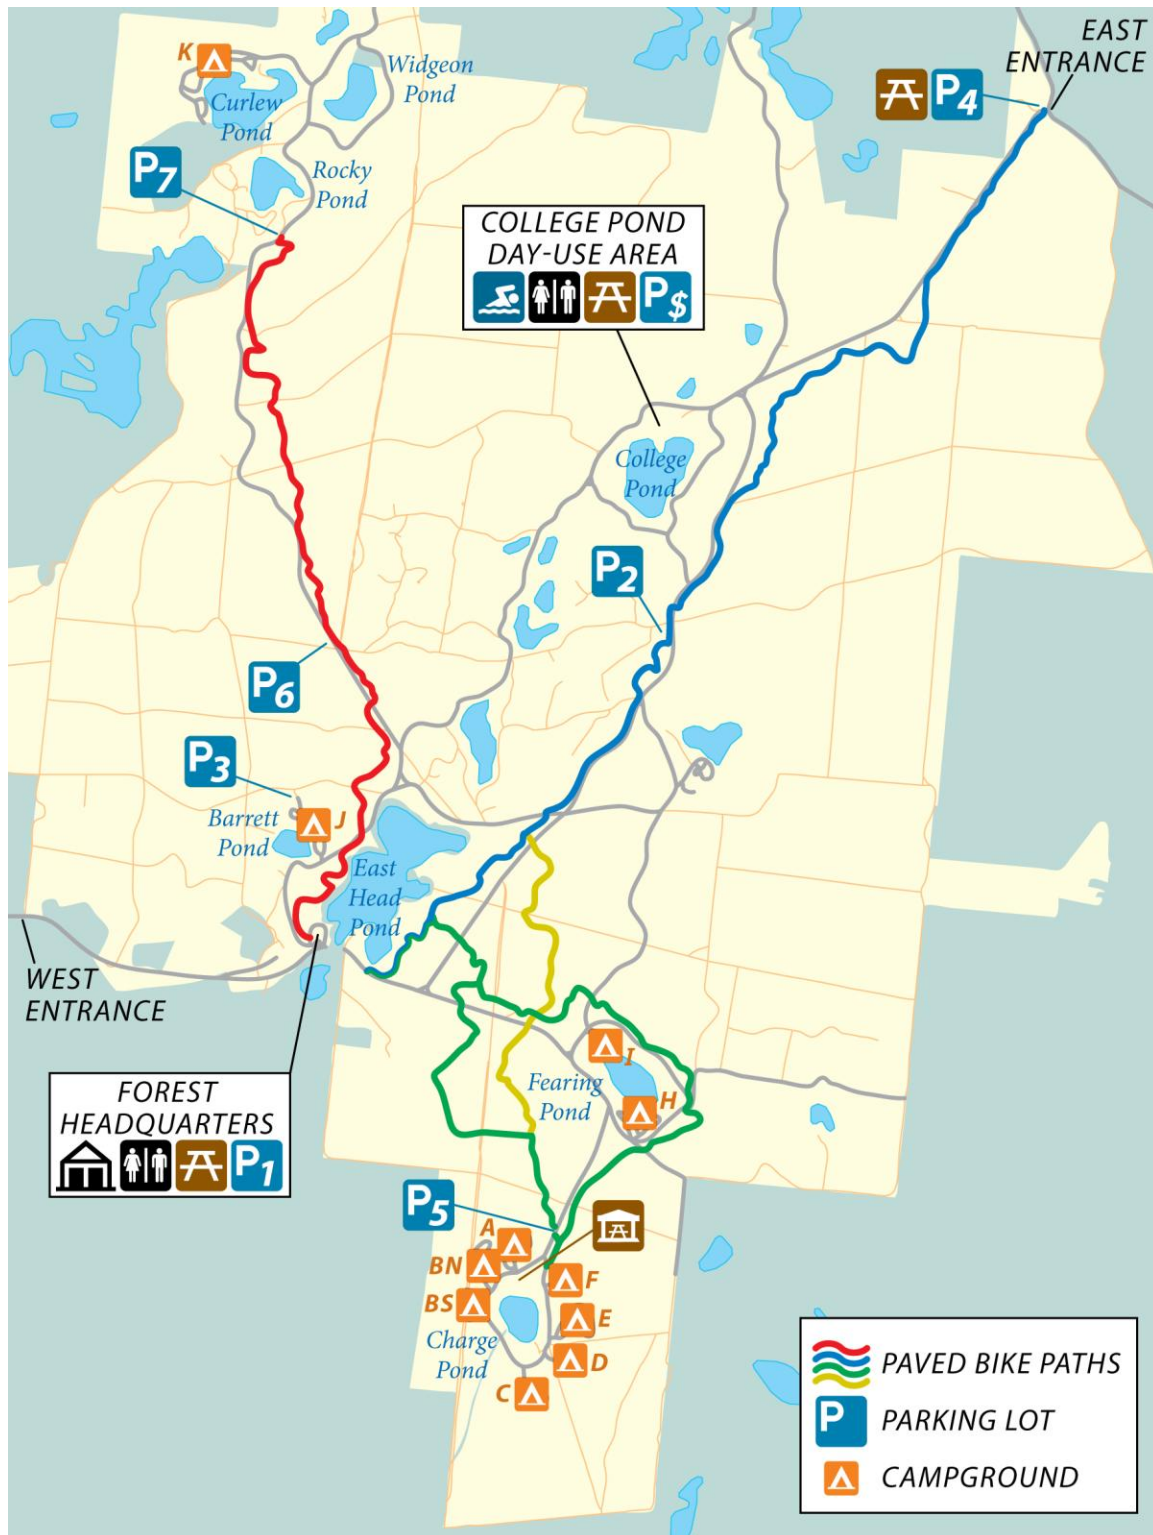 EAST
ENTRANCE
K
Widgeon
Pond
Curlew
Pond
P4
P7
Rocky
Pond
COLLEGE POND
DAY-USE AREA
P$
College
Pond
P2
P6
P3
Barrett
Pond
J
East
Head
Pond
WEST
ENTRANCE
FOREST
HEADQUARTERS
P1
I
Fearing
Pond
H
P5
A
BN
F
BS
E
Charge
Pond
D
C
PAVED BIKE PATHS
P
PARKING LOT
CAMPGROUND